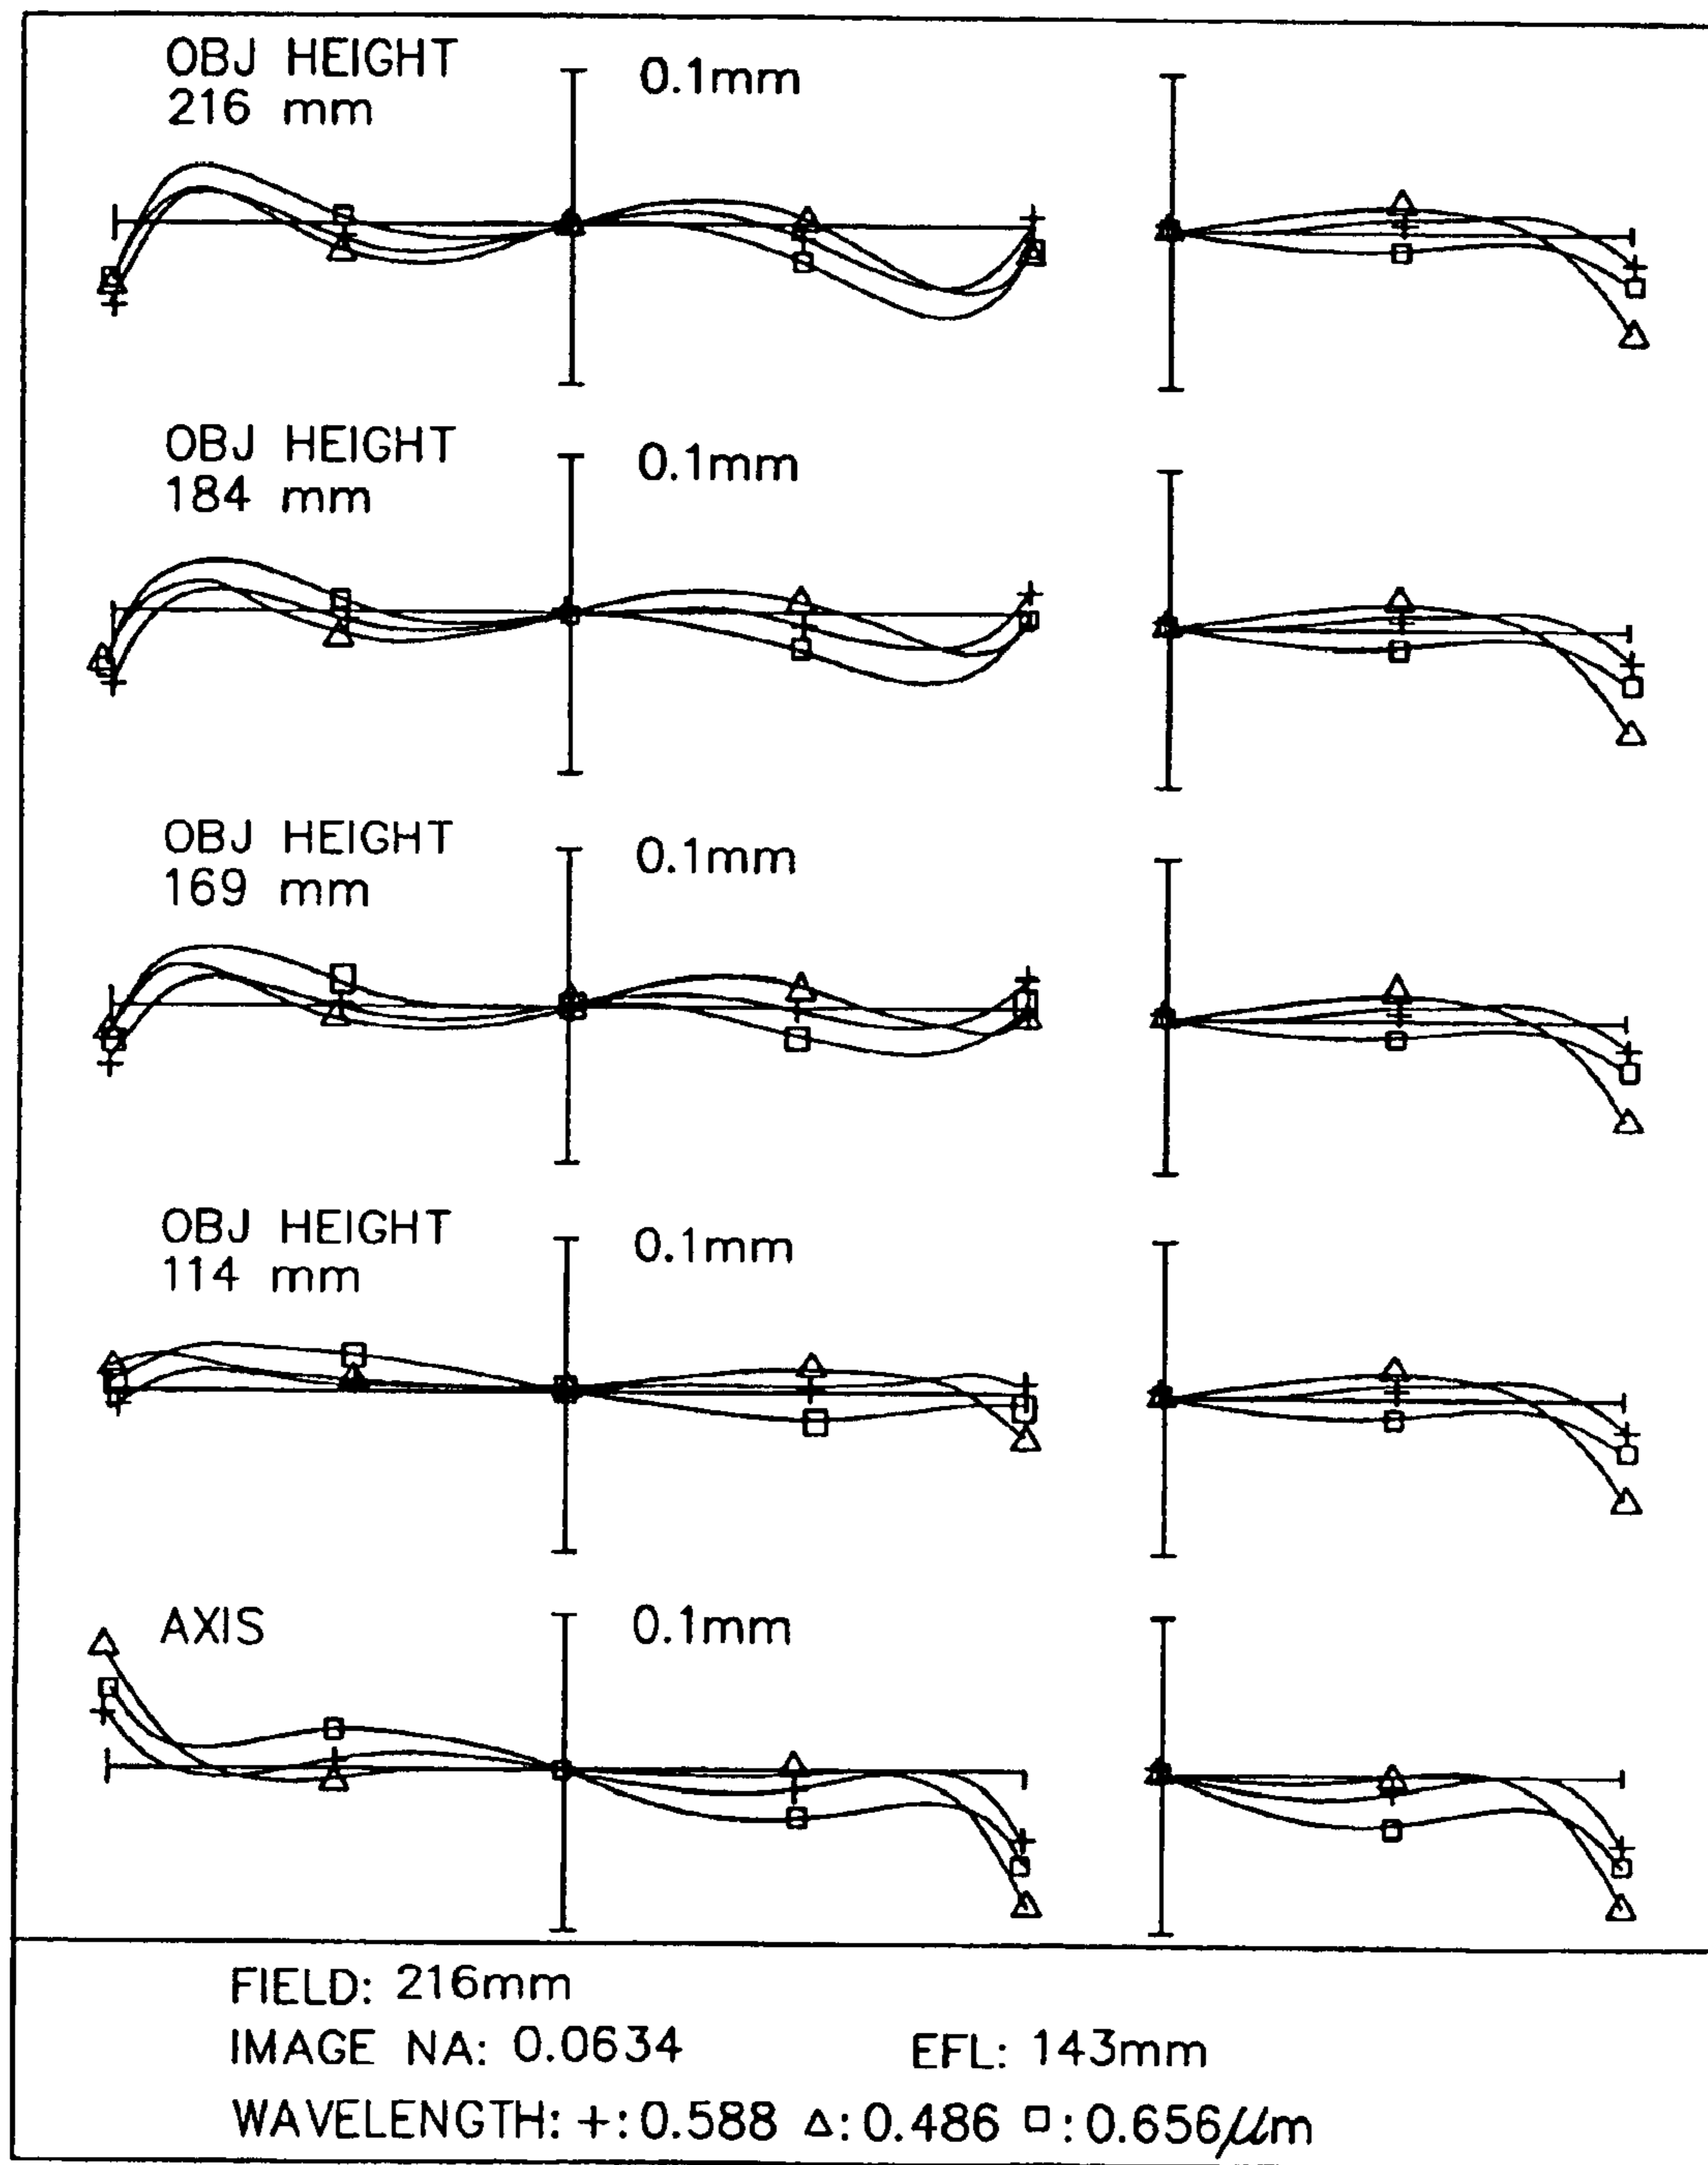 OBJ HEIGHT
216 mm
0.1mm
OBJ HEIGHT
184 mm
0.1mm
OBJ HEIGHT
169 mm
0.1mm
OBJ HEIGHT
114 mm
0.1mm
AXIS
0.1mm
FIELD: 216mm
IMAGE NA: 0.0634 EFL: 143mm
WAVELENGTH: +: 0.588 △: 0.486 □: 0.656μm